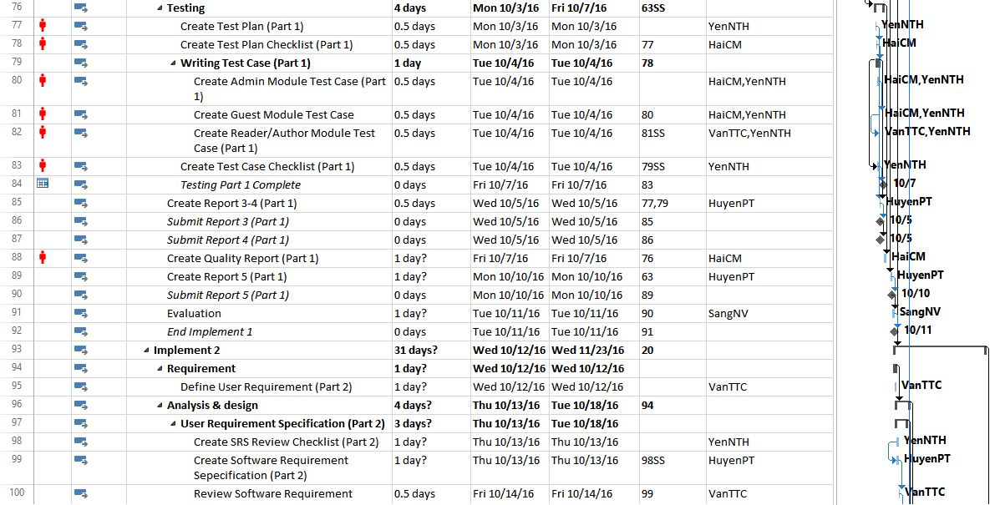 76 Testing 4 days Mon 10/3/16 Fri 10/7/16 63SS
77 Create Test Plan (Part 1) 0.5 days Mon 10/3/16 Mon 10/3/16 YenNTH YenNTH
78 Create Test Plan Checklist (Part 1) 0.5 days Mon 10/3/16 Mon 10/3/16 77 HaiCM HaiCM
79 Writing Test Case (Part 1) 1 day Tue 10/4/16 Tue 10/4/16 78
80 Create Admin Module Test Case (Part 0.5 days Tue 10/4/16 Tue 10/4/16 HaiCM,YenNTH HaiCM,YenNTH
1)
81 Create Guest Module Test Case 0.5 days Tue 10/4/16 Tue 10/4/16 80 HaiCM,YenNTH HaiCM,YenNTH
82 Create Reader/Author Module Test 0.5 days Tue 10/4/16 Tue 10/4/16 81SS VanTTC,YenNTH VanTTC,YenNTH
Case (Part 1)
83 Create Test Case Checklist (Part 1) 0.5 days Tue 10/4/16 Tue 10/4/16 79SS YenNTH YenNTH
84 Testing Part 1 Complete 0 days Fri 10/7/16 Fri 10/7/16 83 10/7
85 Create Report 3-4 (Part 1) 0.5 days Wed 10/5/16 Wed 10/5/16 77,79 HuyenPT HuyenPT
86 Submit Report 3 (Part 1) 0 days Wed 10/5/16 Wed 10/5/16 85 10/5
87 Submit Report 4 (Part 1) 0 days Wed 10/5/16 Wed 10/5/16 86 10/5
88 Create Quality Report (Part 1) 1 day? Fri 10/7/16 Fri 10/7/16 76 HaiCM HaiCM
89 Create Report 5 (Part 1) 1 day? Mon 10/10/16 Mon 10/10/16 63 HuyenPT HuyenPT
90 Submit Report 5 (Part 1) 0 days Mon 10/10/16 Mon 10/10/16 89 10/10
91 Evaluation 1 day? Tue 10/11/16 Tue 10/11/16 90 SangNV SangNV
92 End Implement 1 0 days Tue 10/11/16 Tue 10/11/16 91 10/11
93 Implement 2 31 days? Wed 10/12/16 Wed 11/23/16 20
94 Requirement 1 day? Wed 10/12/16 Wed 10/12/16
95 Define User Requirement (Part 2) 1 day? Wed 10/12/16 Wed 10/12/16 VanTTC VanTTC
96 Analysis & design 4 days? Thu 10/13/16 Tue 10/18/16 94
97 User Requirement Specification (Part 2) 3 days? Thu 10/13/16 Tue 10/18/16
98 Create SRS Review Checklist (Part 2) 1 day? Thu 10/13/16 Thu 10/13/16 YenNTH YenNTH
99 Create Software Requirement 1 day? Thu 10/13/16 Thu 10/13/16 98SS HuyenPT HuyenPT
Sepecification (Part 2)
100 Review Software Requirement 0.5 days Fri 10/14/16 Fri 10/14/16 99 VanTTC VanTTC